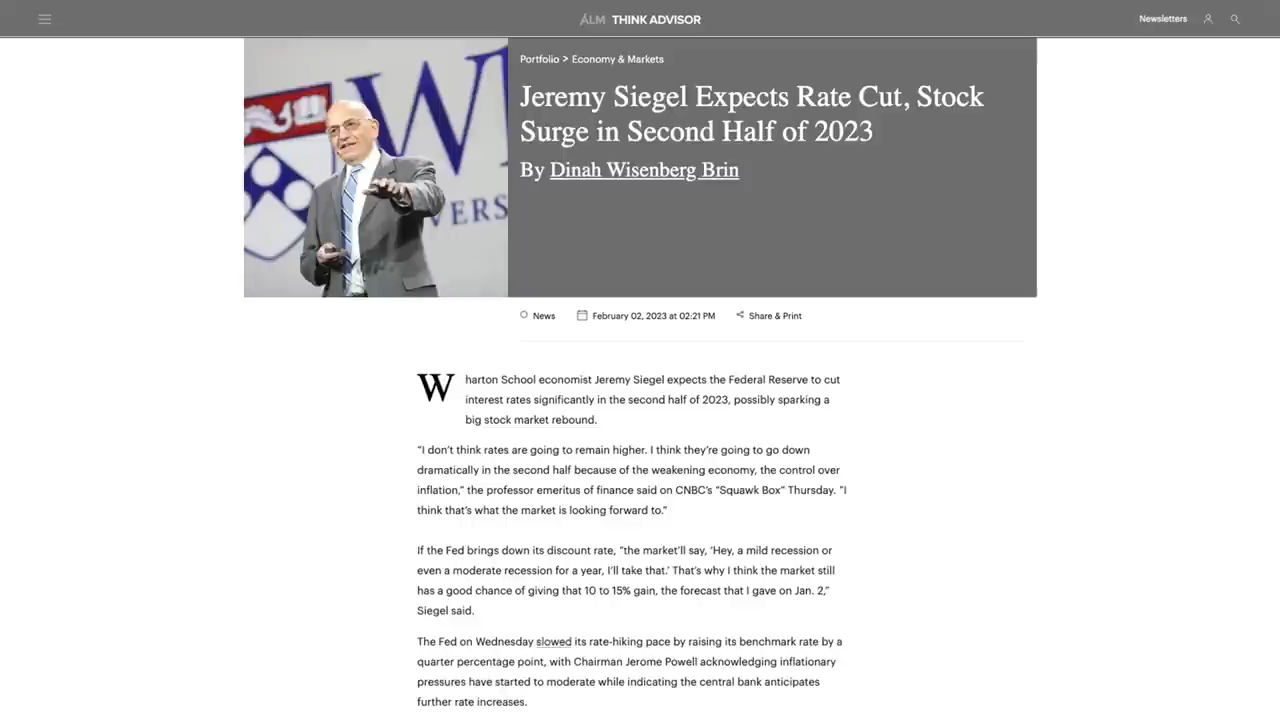 ALM THINK ADVISOR
Newsletters
W
VERS
Portfolio > Economy & Markets
Jeremy Siegel Expects Rate Cut, Stock
Surge in Second Half of 2023
By Dinah Wisenberg Brin
News
February 02, 2023 at 02:21 PM
Share & Print
Wharton School economist Jeremy Siegel expects the Federal Reserve to cut
interest rates significantly in the second half of 2023, possibly sparking a
big stock market rebound.
“I don’t think rates are going to remain higher. I think they’re going to go down
dramatically in the second half because of the weakening economy, the control over
inflation,” the professor emeritus of finance said on CNBC’s “Squawk Box” Thursday. “I
think that’s what the market is looking forward to.”
If the Fed brings down its discount rate, “the market’ll say, ‘Hey, a mild recession or
even a moderate recession for a year, I’ll take that.’ That’s why I think the market still
has a good chance of giving that 10 to 15% gain, the forecast that I gave on Jan. 2,”
Siegel said.
The Fed on Wednesday slowed its rate-hiking pace by raising its benchmark rate by a
quarter percentage point, with Chairman Jerome Powell acknowledging inflationary
pressures have started to moderate while indicating the central bank anticipates
further rate increases.